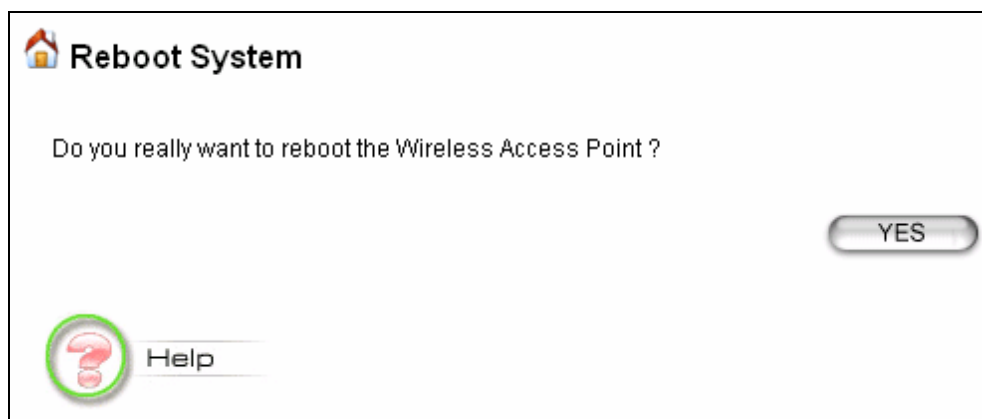 Reboot System
Do you really want to reboot the Wireless Access Point ?
YES
Help